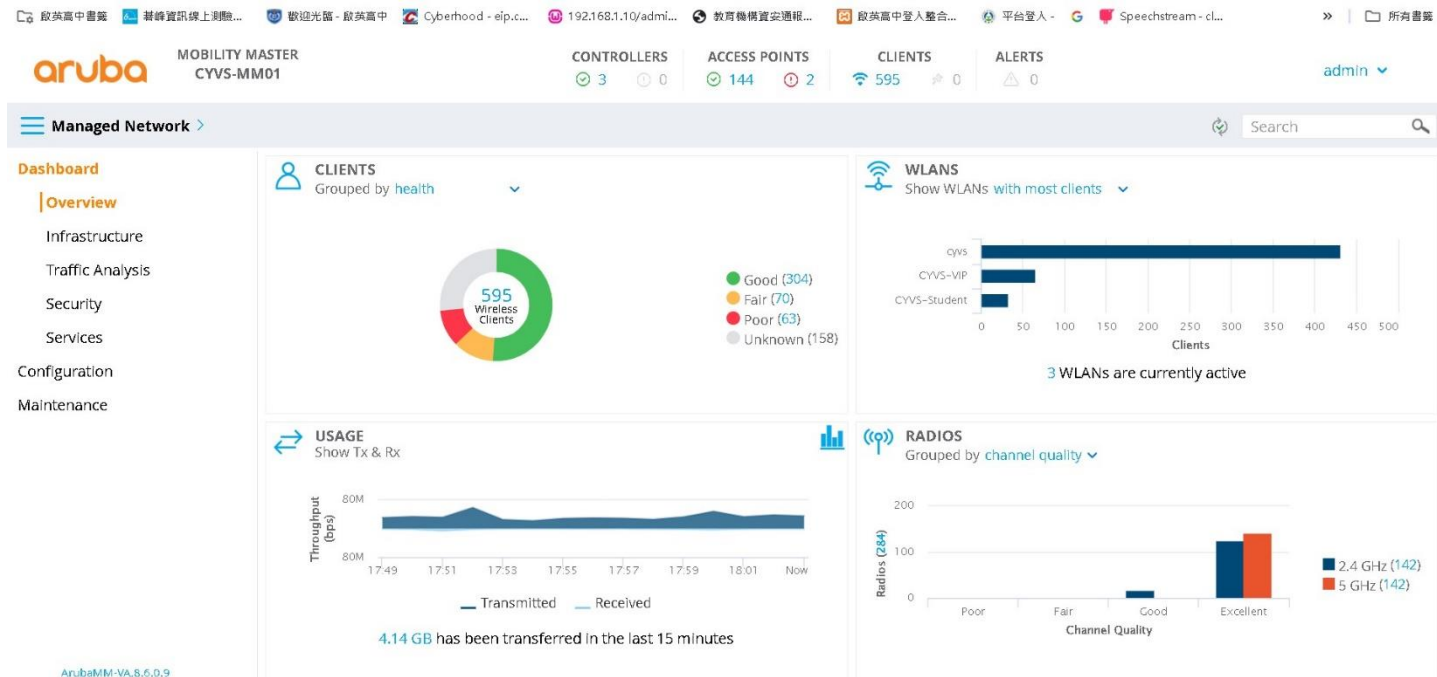 啟英高中書籤 碁峰資訊線上測驗... 歡迎光臨 - 啟英高中 Cyberhood - eip.c... 192.168.1.10/admi... 教育機構資安通報... 啟英高中登入整合... 平台登入 - Speechstream - cl... » 所有書籤
aruba MOBILITY MASTER CONTROLLERS ACCESS POINTS CLIENTS ALERTS
CYVS-MM01 3 0 144 2 595 0 0 admin
Managed Network > Search
Dashboard
Overview
Infrastructure
Traffic Analysis
Security
Services
Configuration
Maintenance
CLIENTS
Grouped by health
595
Wireless
Clients
Good (304)
Fair (70)
Poor (63)
Unknown (158)
WLANS
Show WLANs with most clients
cyvs
CYVS-VIP
CYVS-Student
0 50 100 150 200 250 300 350 400 450 500
Clients
3 WLANs are currently active
USAGE
Show Tx & Rx
Throughput
(bps)
80M
80M
17:49 17:51 17:53 17:55 17:57 17:59 18:01 Now
Transmitted Received
4.14 GB has been transferred in the last 15 minutes
RADIOS
Grouped by channel quality
Radios (284)
200
100
0
Poor Fair Good Excellent
Channel Quality
2.4 GHz (142)
5 GHz (142)
ArubaMM-VA,8.6.0.9